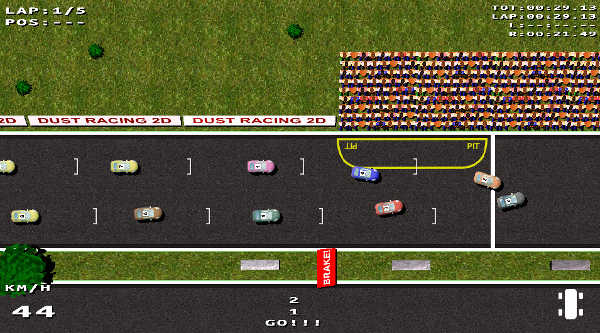 LAP:1/5
POS:---
TOT:00:29.13
LAP:00:29.13
L:--:--.--
R:00:21.49
2D DUST RACING 2D DUST RACING 2D
PIT PIT
BRAKE!
KM/H
44
2
1
GO!!!